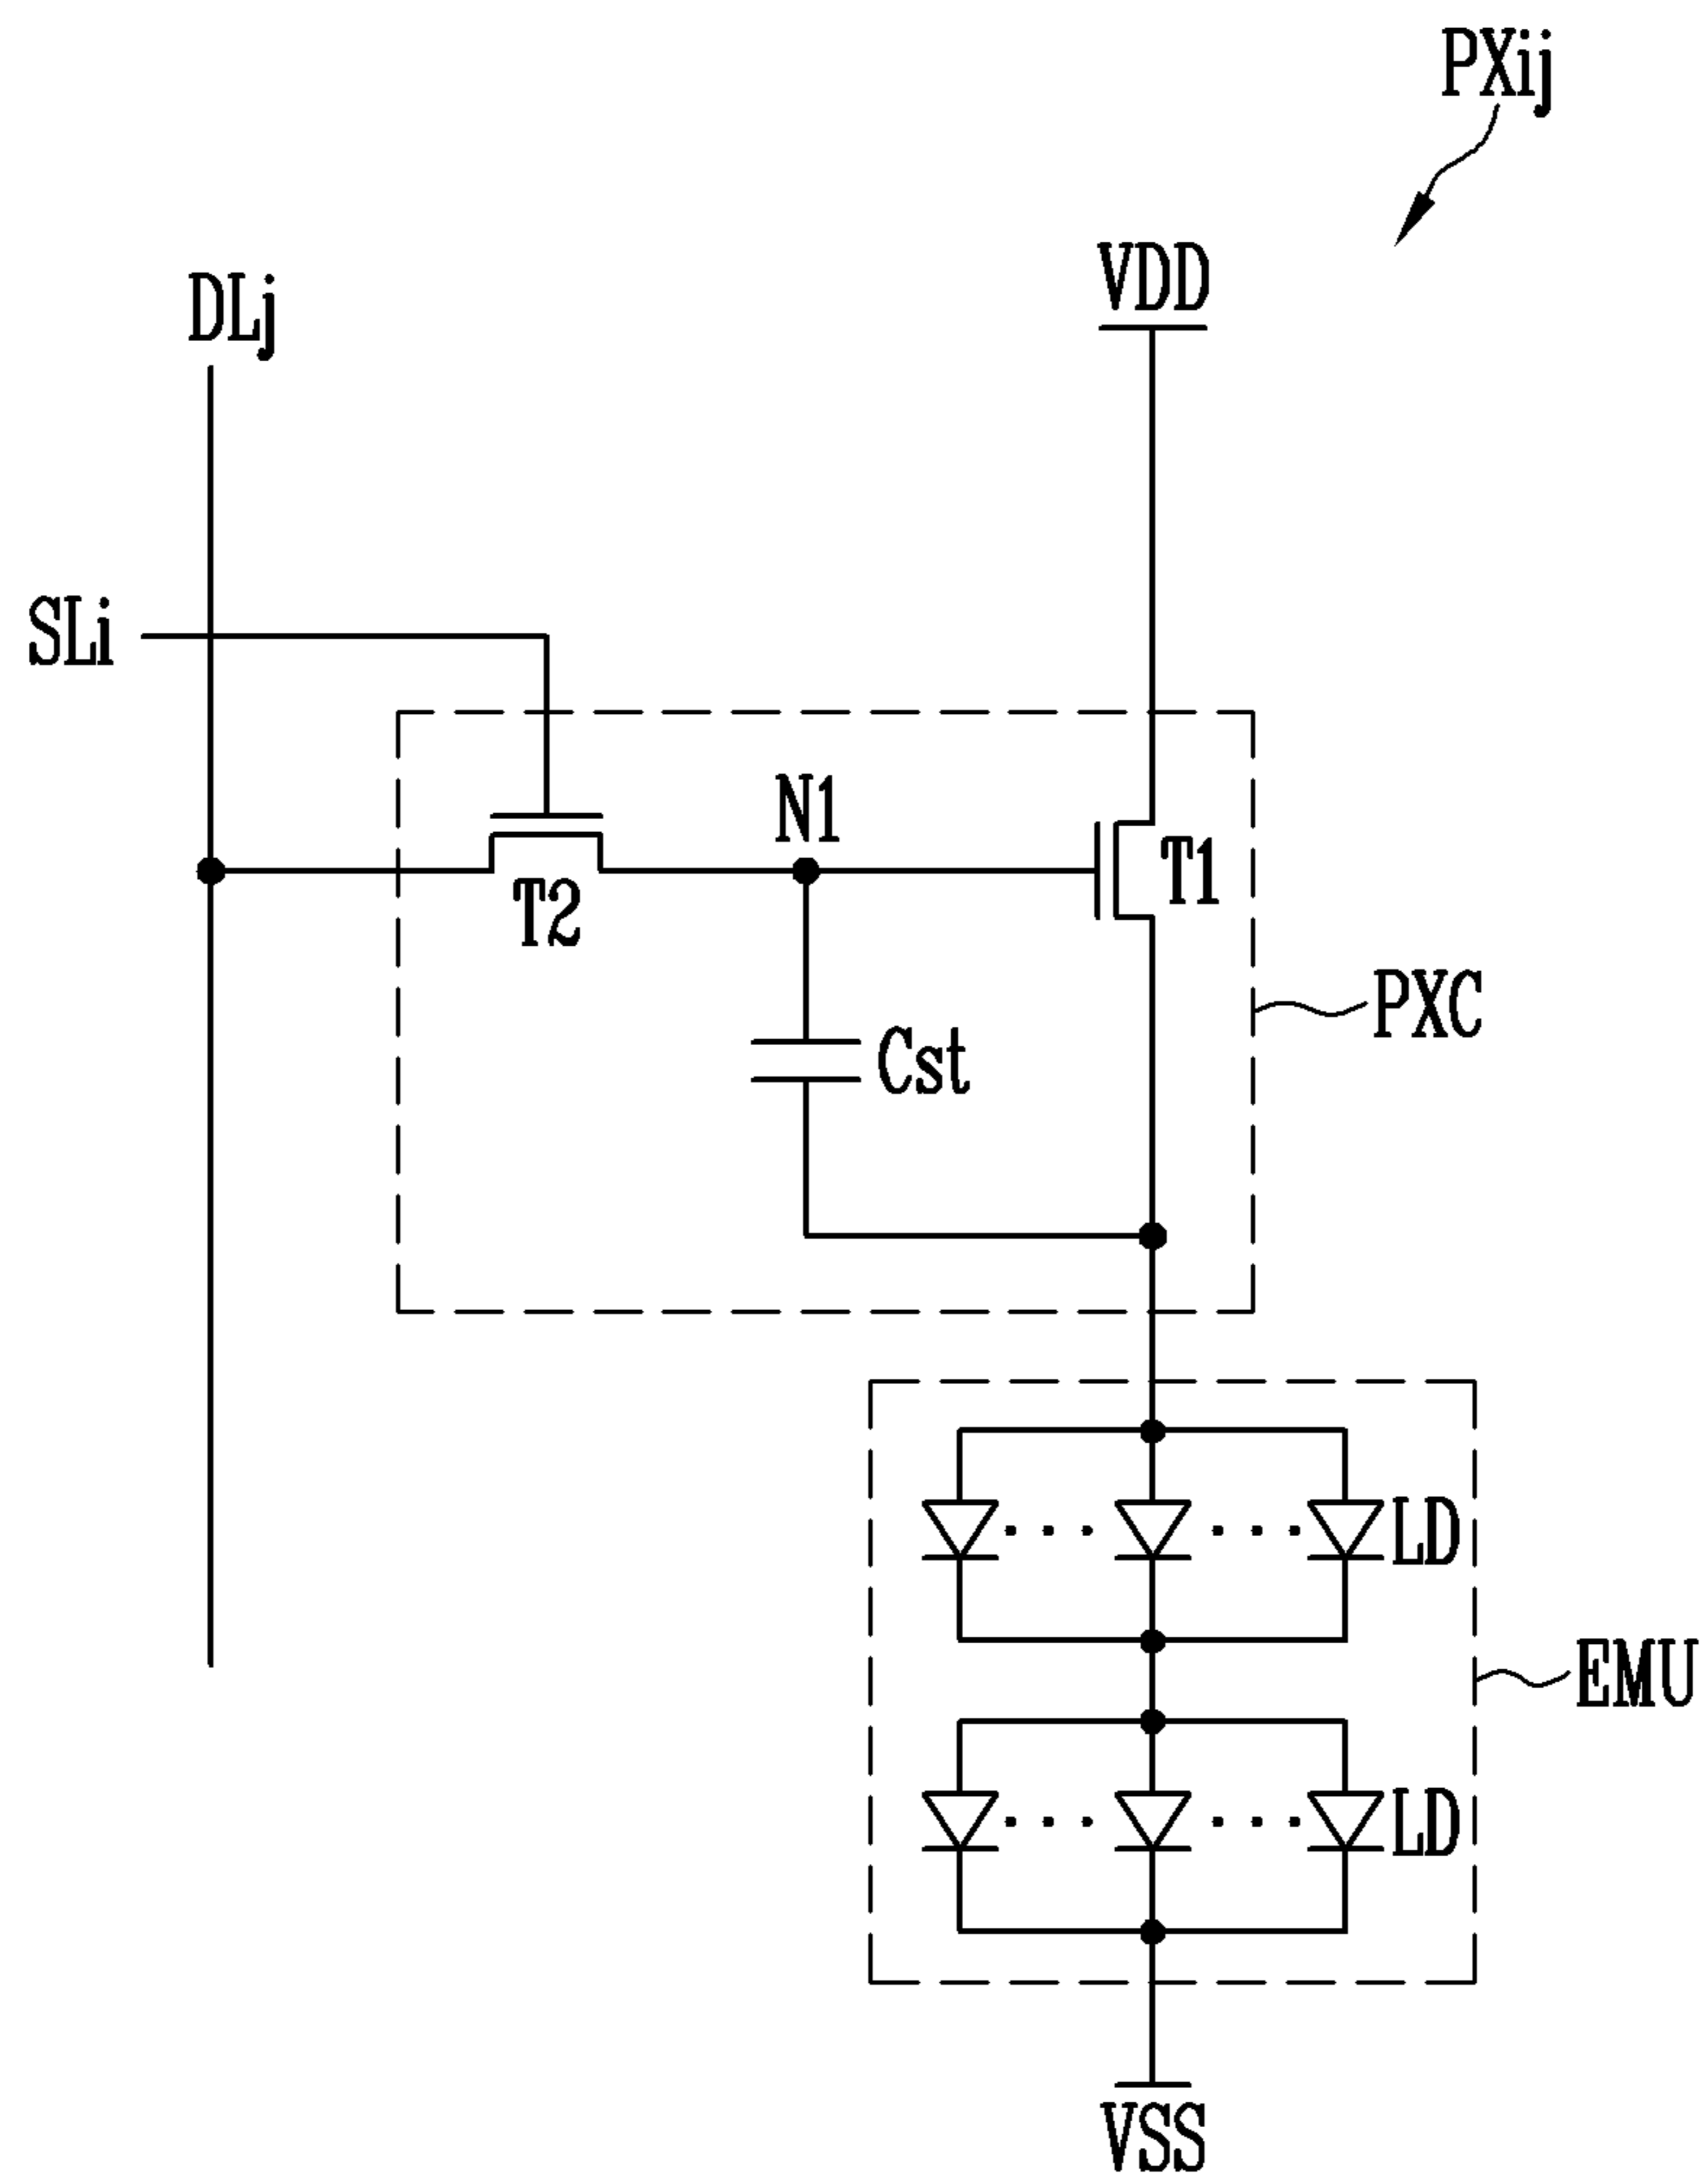 PXij
VDD
DLj
SLi
N1
T1
T2
PXC
Cst
LD
EMU
LD
VSS